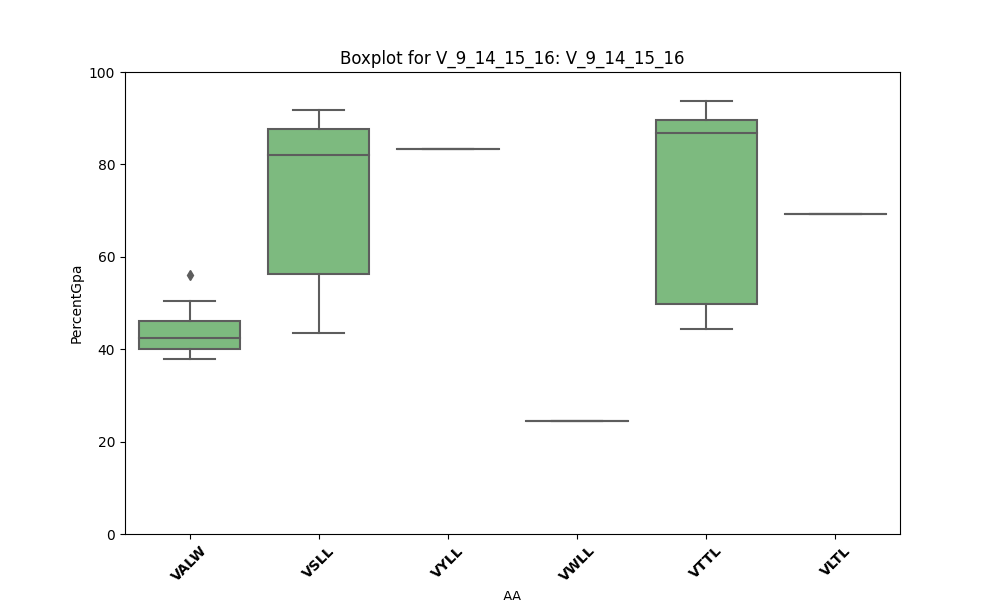 Boxplot for V_9_14_15_16: V_9_14_15_16
100
80
60
40
20
0
PercentGpa
VALW
VSLL
VYLL
VWLL
VTTL
VLTL
AA